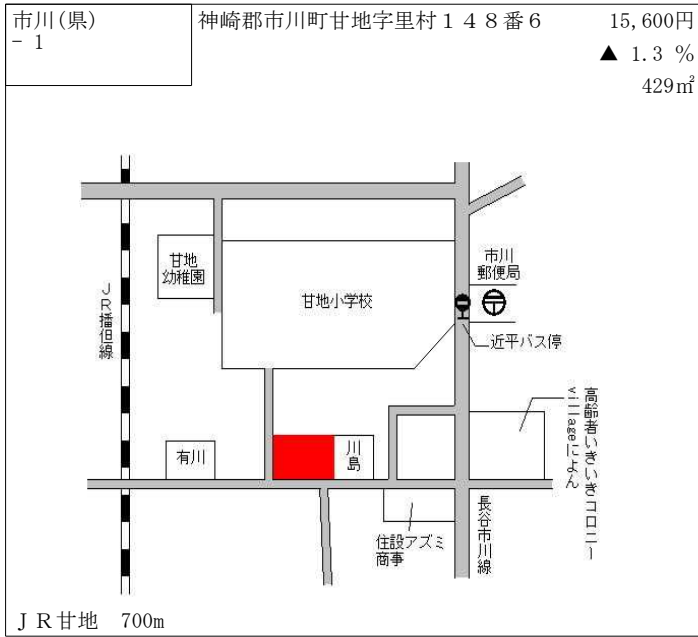 市川(県)
- 1
神崎郡市川町甘地字里村148番6
15,600円
▲ 1.3 %
429㎡
甘地
幼稚園
甘地小学校
市川
郵便局
近平バス停
JR播但線
高齢者いきいきコロニー
villageによん
有川
川島
住設アズミ
商事
長谷市川線
JR甘地 700m